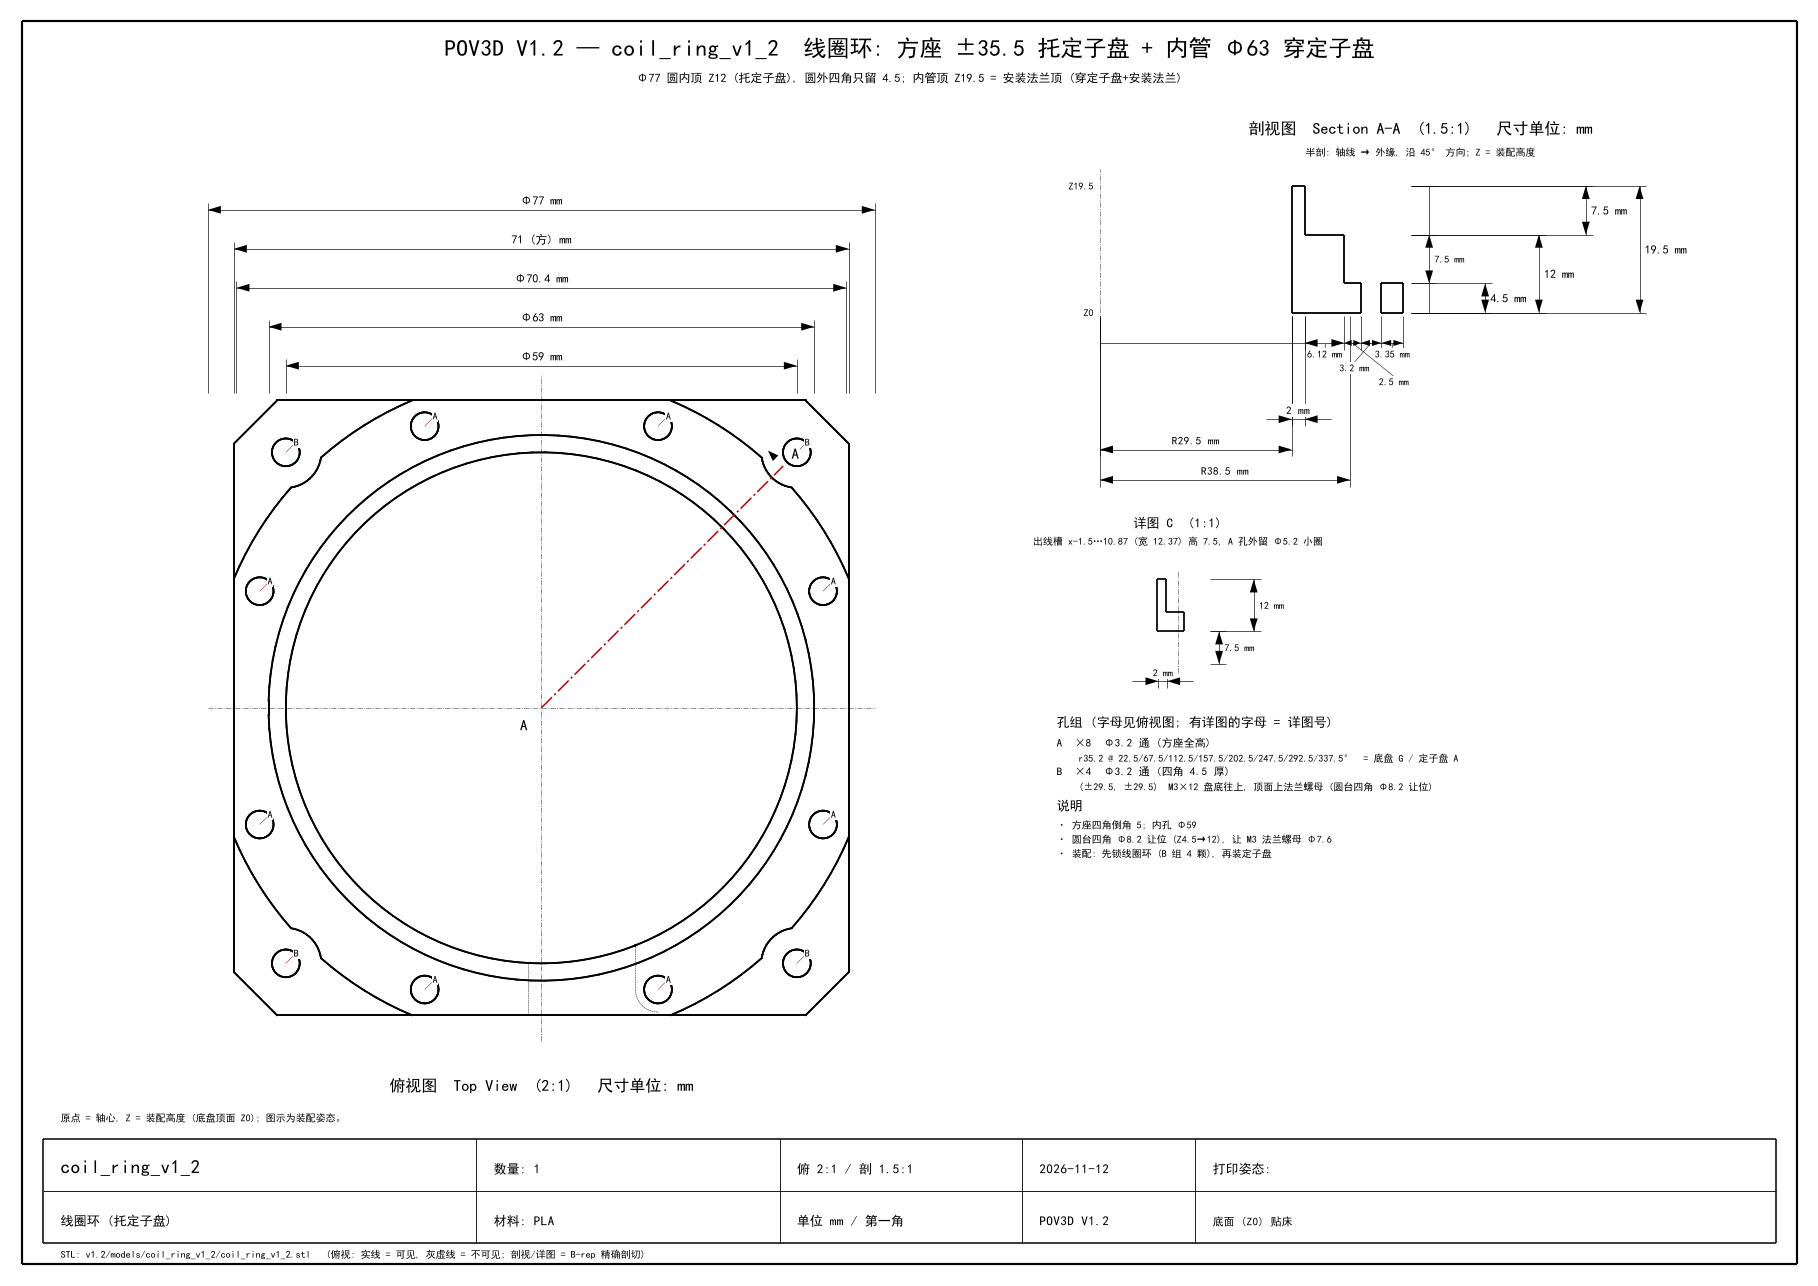 POV3D V1.2 — coil_ring_v1_2  线圈环: 方座 ±35.5 托定子盘 + 内管 Φ63 穿定子盘
Φ77 圆内顶 Z12 (托定子盘), 圆外四角只留 4.5; 内管顶 Z19.5 = 安装法兰顶 (穿定子盘+安装法兰)
剖视图  Section A-A  (1.5:1)  尺寸单位: mm
半剖: 轴线 → 外缘, 沿 45° 方向; Z = 装配高度
Z19.5
Z0
7.5 mm
19.5 mm
7.5 mm
12 mm
4.5 mm
6.12 mm
3.35 mm
3.2 mm
2.5 mm
2 mm
R29.5 mm
R38.5 mm
Φ77 mm
71 (方) mm
Φ70.4 mm
Φ63 mm
Φ59 mm
A
A
B
B
A
A
A
A
A
A
B
B
A
A
详图 C  (1:1)
出线槽 x-1.5…10.87 (宽 12.37) 高 7.5, A 孔外留 Φ5.2 小圈
12 mm
7.5 mm
2 mm
孔组 (字母见俯视图; 有详图的字母 = 详图号)
A  ×8  Φ3.2 通 (方座全高)
r35.2 @ 22.5/67.5/112.5/157.5/202.5/247.5/292.5/337.5°  = 底盘 G / 定子盘 A
B  ×4  Φ3.2 通 (四角 4.5 厚)
(±29.5, ±29.5)  M3×12 盘底往上, 顶面上法兰螺母 (圆台四角 Φ8.2 让位)
说明
· 方座四角倒角 5; 内孔 Φ59
· 圆台四角 Φ8.2 让位 (Z4.5→12), 让 M3 法兰螺母 Φ7.6
· 装配: 先锁线圈环 (B 组 4 颗), 再装定子盘
俯视图  Top View  (2:1)  尺寸单位: mm
原点 = 轴心, Z = 装配高度 (底盘顶面 Z0); 图示为装配姿态。
coil_ring_v1_2
数量: 1
俯 2:1 / 剖 1.5:1
2026-11-12
打印姿态:
线圈环 (托定子盘)
材料: PLA
单位 mm / 第一角
POV3D V1.2
底面 (Z0) 贴床
STL: v1.2/models/coil_ring_v1_2/coil_ring_v1_2.stl  (俯视: 实线 = 可见, 灰虚线 = 不可见; 剖视/详图 = B-rep 精确剖切)